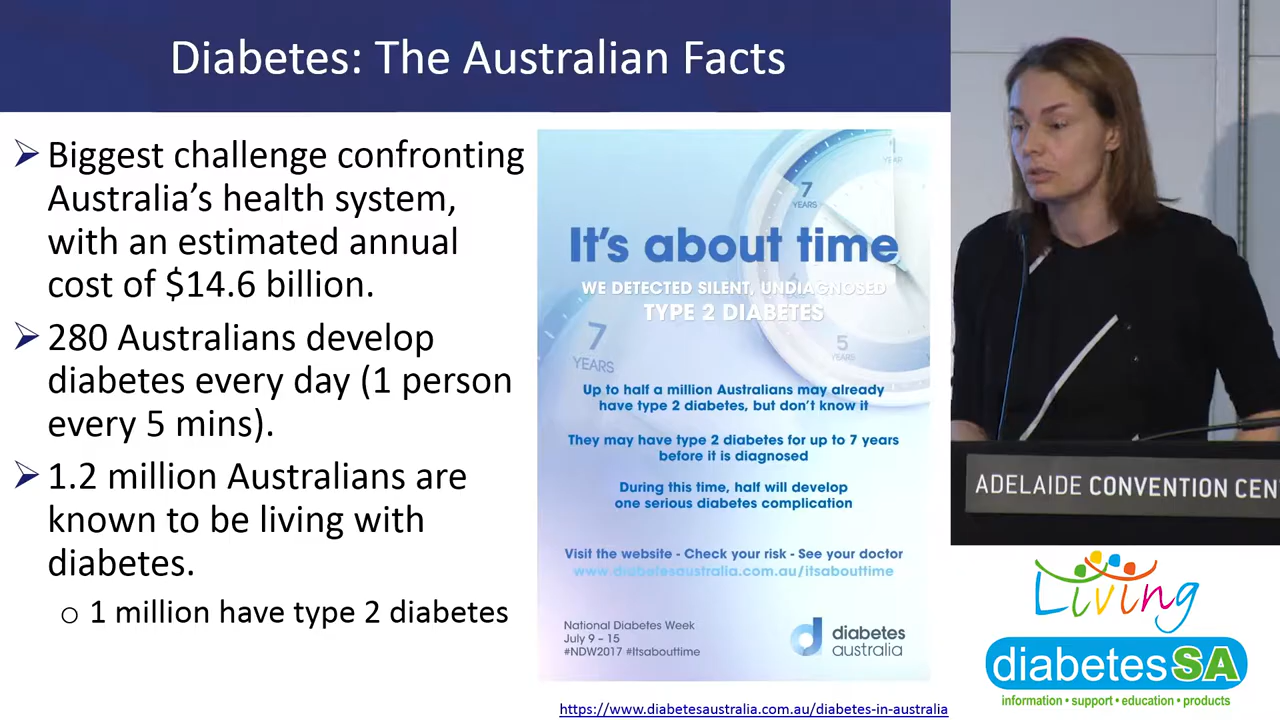 Diabetes: The Australian Facts
➢ Biggest challenge confronting
Australia’s health system,
with an estimated annual
cost of $14.6 billion.
➢ 280 Australians develop
diabetes every day (1 person
every 5 mins).
➢ 1.2 million Australians are
known to be living with
diabetes.
o 1 million have type 2 diabetes
1
YEAR
7
YEARS
It’s about time
WE DETECTED SILENT, UNDIAGNOSED
TYPE 2 DIABETES
7
YEARS
5
YEARS
Up to half a million Australians may already
have type 2 diabetes, but don’t know it
They may have type 2 diabetes for up to 7 years
before it is diagnosed
During this time, half will develop
one serious diabetes complication
Visit the website - Check your risk - See your doctor
www.diabetesaustralia.com.au/itsabouttime
National Diabetes Week
July 9 – 15
#NDW2017 #Itsabouttime
diabetes
australia
https://www.diabetesaustralia.com.au/diabetes-in-australia
ADELAIDE CONVENTION CEN
Living
diabetesSA
information • support • education • products